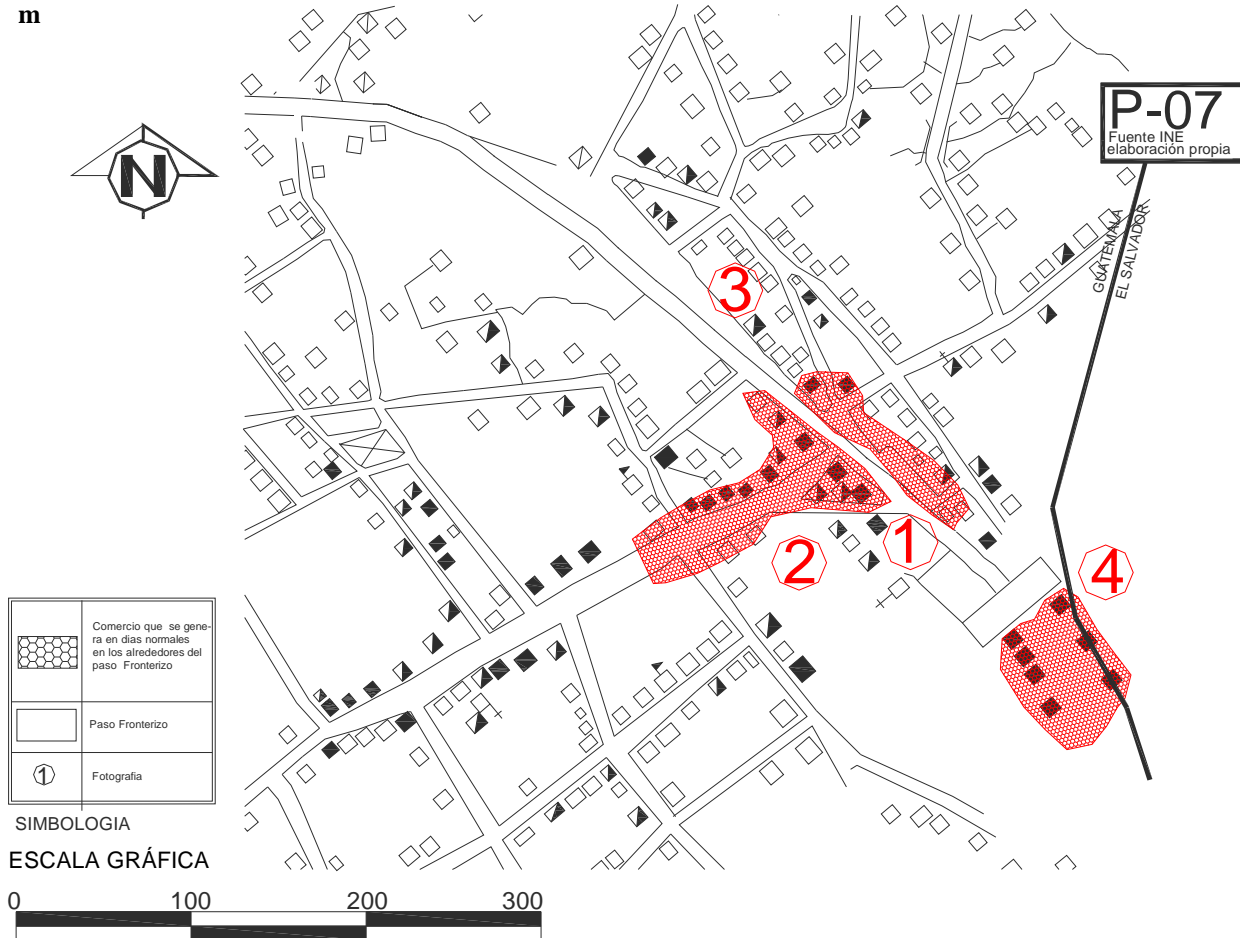 m
N
P-07
Fuente INE
elaboración propia
GUATEMALA
EL SALVADOR
3
1
2
4
Comercio que se gene-
ra en dias normales
en los alrededores del
paso Fronterizo
Paso Fronterizo
1
Fotografia
SIMBOLOGIA
ESCALA GRÁFICA
0 100 200 300